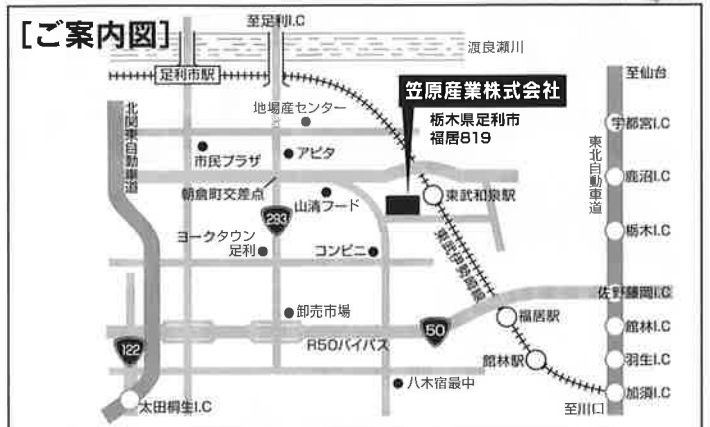 [ご案内図]
至足利I.C
渡良瀬川
足利市駅
至仙台
笠原産業株式会社
栃木県足利市
福居819
北関東自動車道
地場産センター
宇都宮I.C
東北自動車道
市民プラザ
アピタ
鹿沼I.C
朝倉町交差点
山清フード
東武和泉駅
293
ヨークタウン
足利
コンビニ
東武伊勢崎線
栃木I.C
佐野藤岡I.C
卸売市場
福居駅
館林I.C
122
R50バイパス
50
館林駅
羽生I.C
八木宿最中
加須I.C
太田桐生I.C
至川口